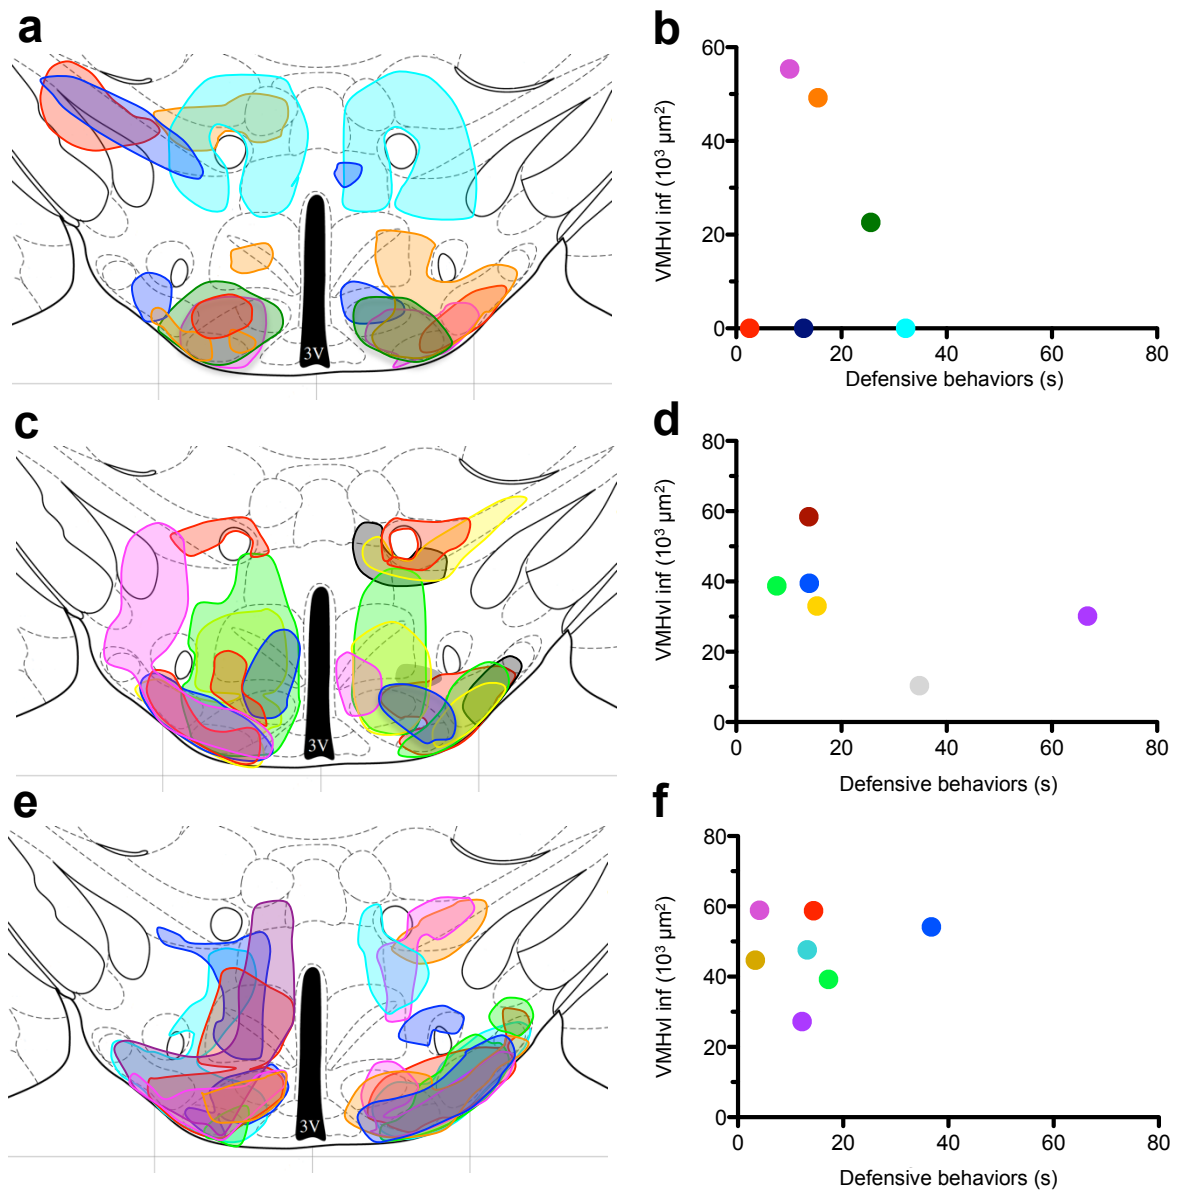 a
3V
b
60
40
20
0
0 20 40 60 80
VMHvl inf (10³ µm²)
Defensive behaviors (s)
c
3V
d
80
60
40
20
0
0 20 40 60 80
VMHvl inf (10³ µm²)
Defensive behaviors (s)
e
3V
f
80
60
40
20
0
0 20 40 60 80
VMHvl inf (10³ µm²)
Defensive behaviors (s)